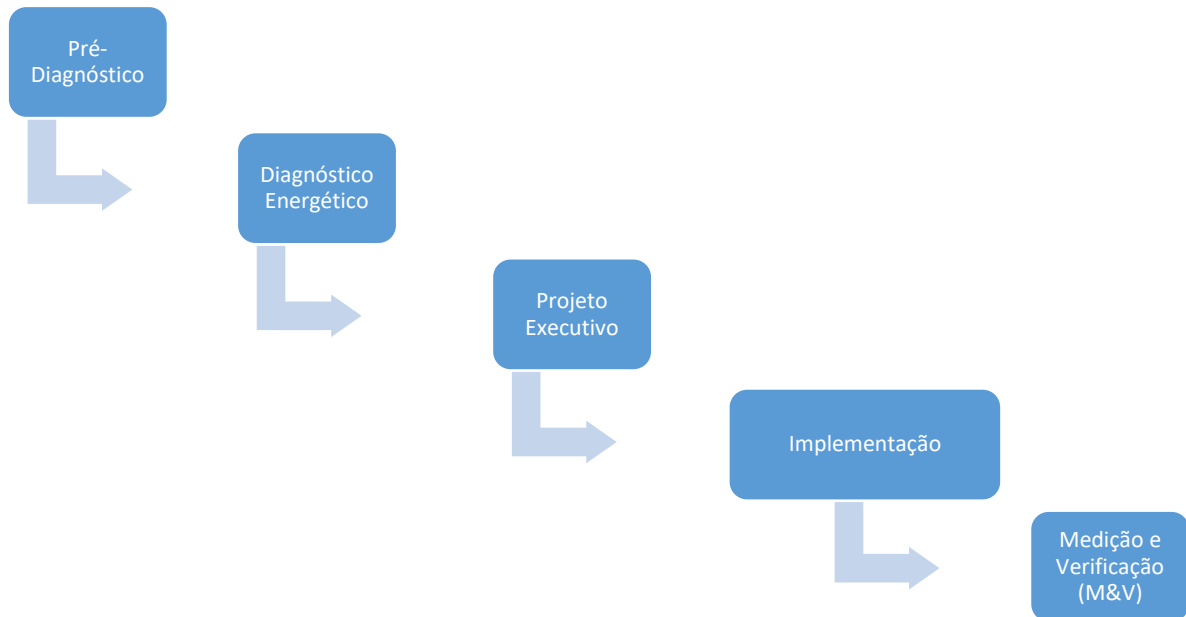 Pré-
Diagnóstico
Diagnóstico
Energético
Projeto
Executivo
Implementação
Medição e
Verificação
(M&V)